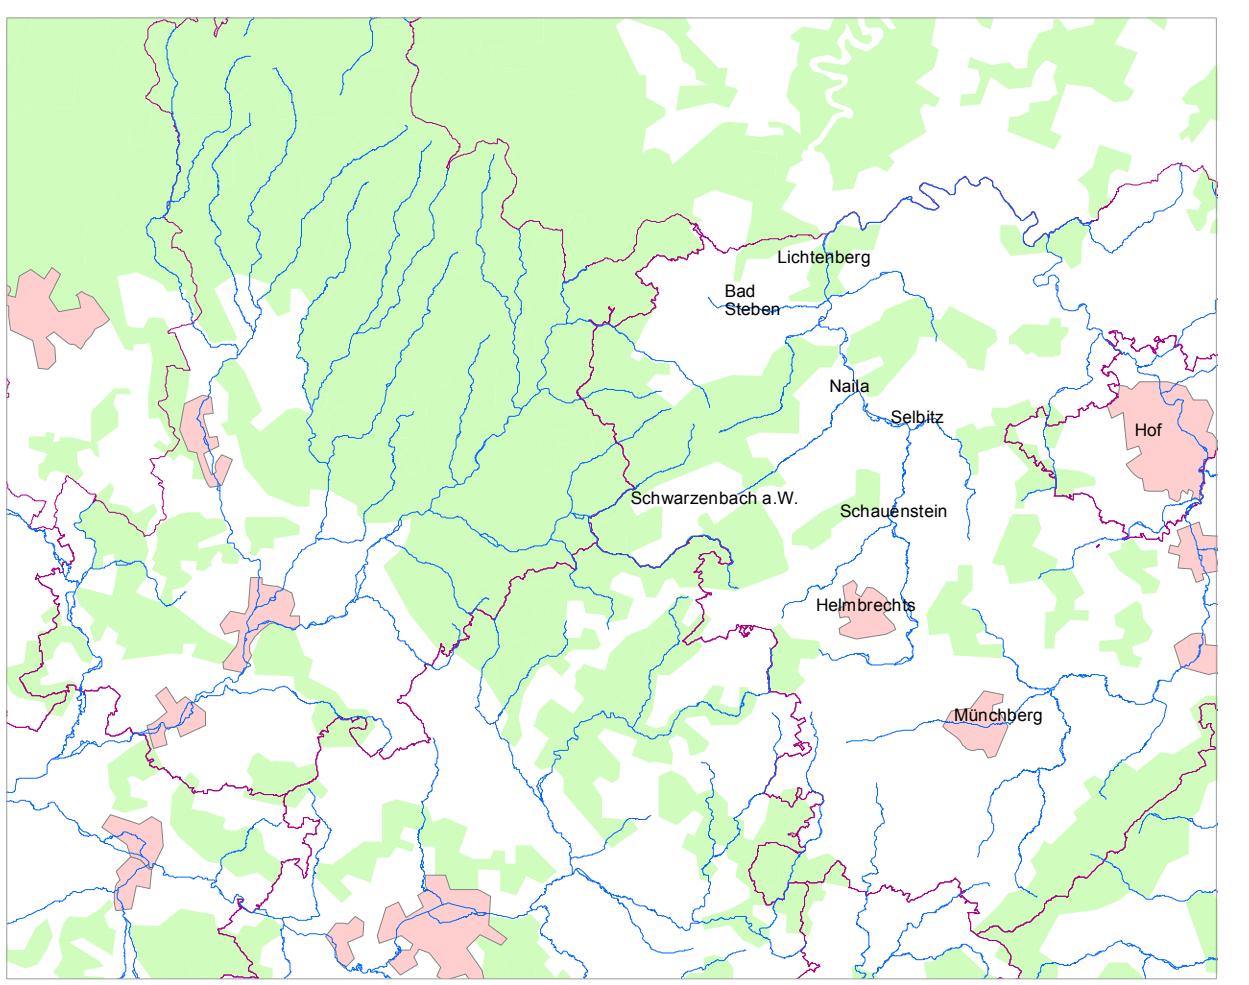 Lichtenberg
Bad
Steben
Naila
Selbitz
Hof
Schwarzenbach a.W.
Schauenstein
Helmbrechts
Münchberg